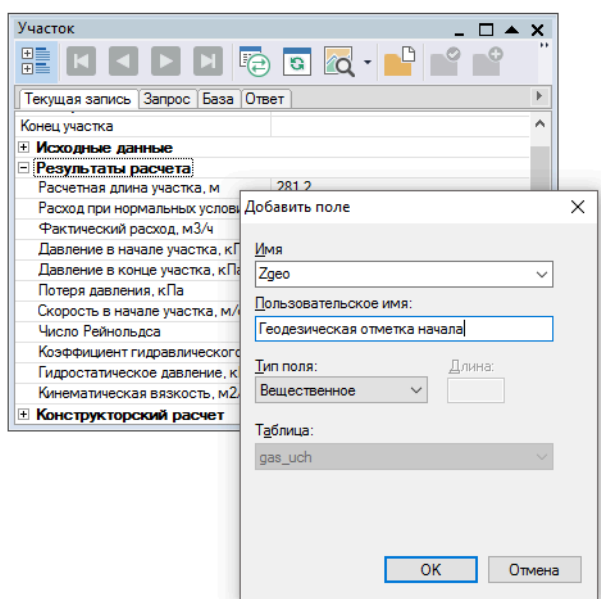 Участок
Текущая запись Запрос База Ответ
Конец участка
Исходные данные
Результаты расчета
Расчетная длина участка, м 281.2
Расход при нормальных услови
Фактический расход, м3/ч
Давление в начале участка, кП
Давление в конце участка, кПа
Потеря давления, кПа
Скорость в начале участка, м/
Число Рейнольдса
Коэффициент гидравлического
Гидростатическое давление, к
Кинематическая вязкость, м2
Конструкторский расчет
Добавить поле
Имя
Zgeo
Пользовательское имя:
Геодезическая отметка начала
Тип поля: Длина:
Вещественное
Таблица:
gas_uch
OK Отмена